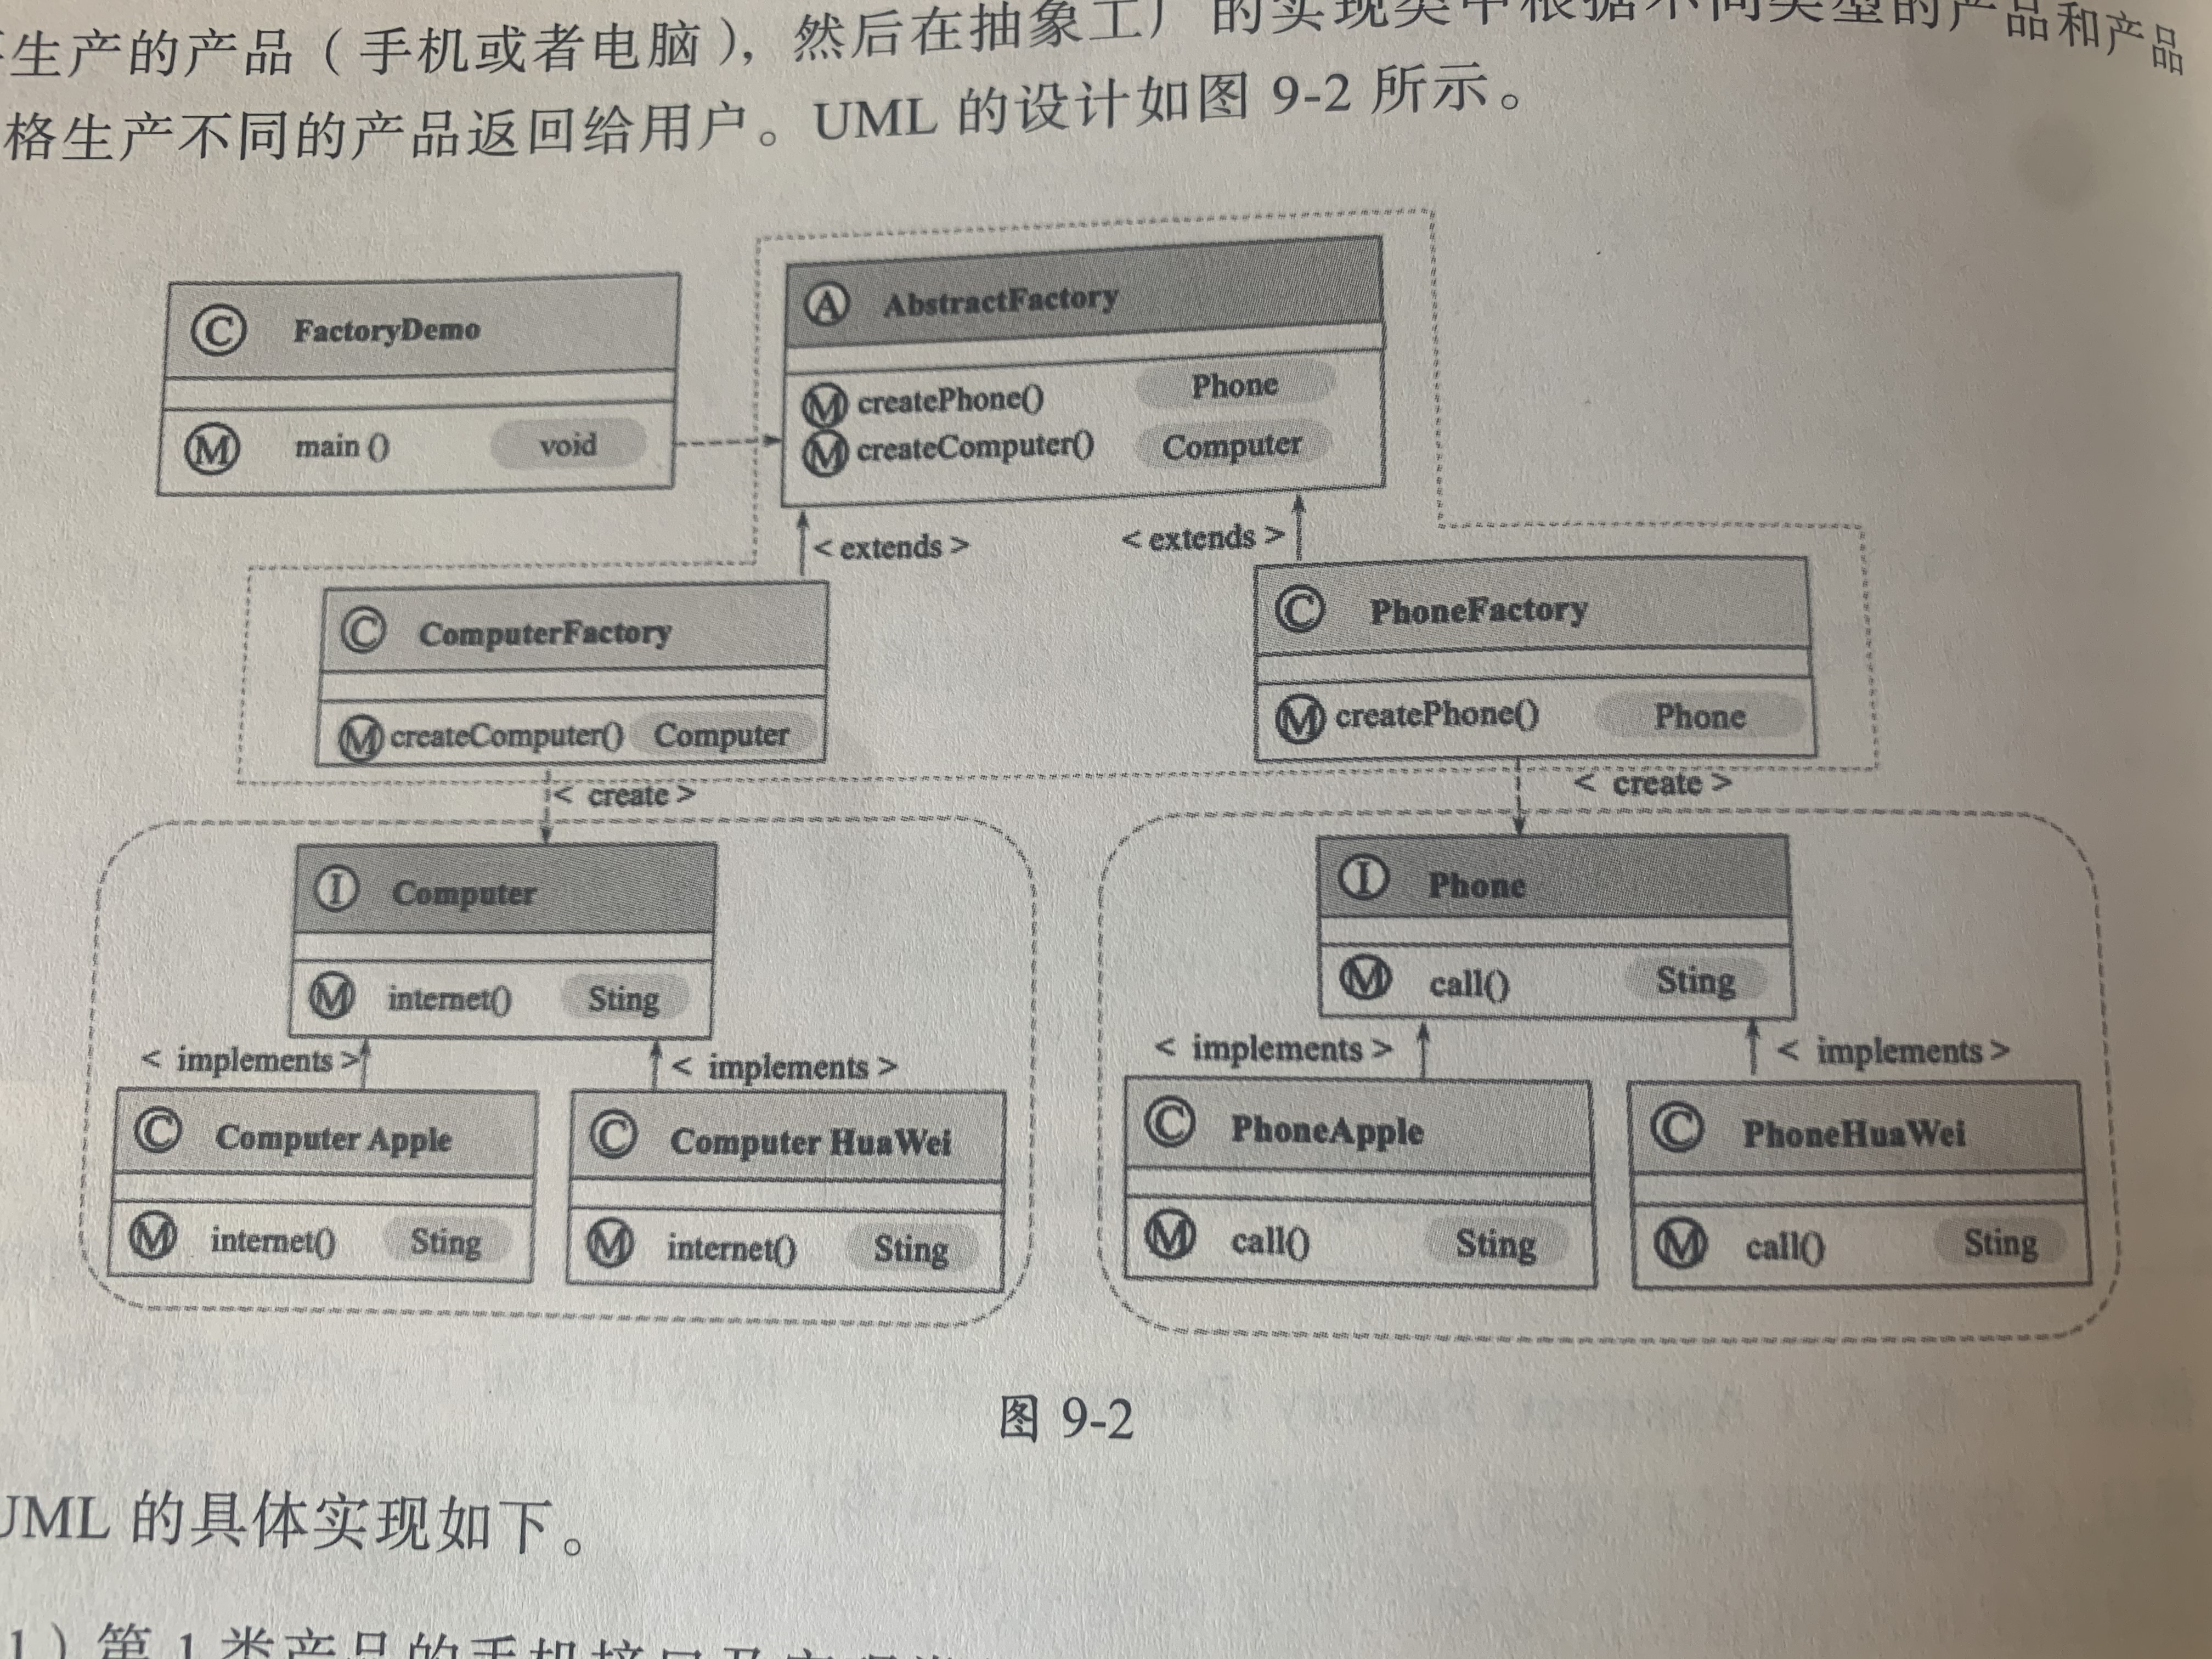 生产的产品（手机或者电脑），然后在抽象工厂的实现类中根据不同类型的产品和产品
格生产不同的产品返回给用户。UML 的设计如图 9-2 所示。
A AbstractFactory
C FactoryDemo
M createPhone() Phone
M main () void
M createComputer() Computer
< extends >
< extends >
C ComputerFactory
C PhoneFactory
M createComputer() Computer
M createPhone() Phone
< create >
< create >
I Computer
I Phone
M internet() Sting
M call() Sting
< implements >
< implements >
< implements >
< implements >
C Computer Apple
C Computer HuaWei
C PhoneApple
C PhoneHuaWei
M internet() Sting
M internet() Sting
M call() Sting
M call() Sting
图 9-2
UML 的具体实现如下。
1）第 1 类产品的手机接口及实现类